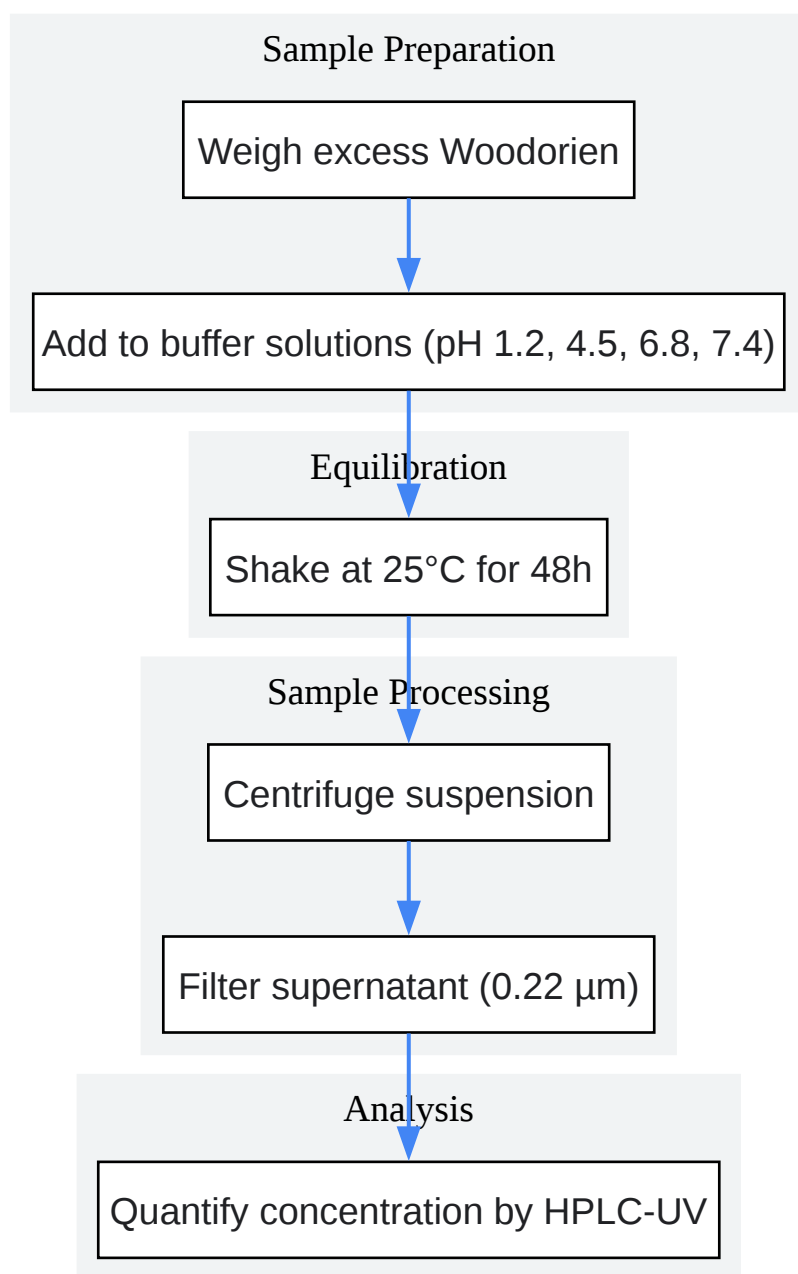 Sample Preparation
Weigh excess Woodorien
Add to buffer solutions (pH 1.2, 4.5, 6.8, 7.4)
Equilibration
Shake at 25°C for 48h
Sample Processing
Centrifuge suspension
Filter supernatant (0.22 µm)
Analysis
Quantify concentration by HPLC-UV